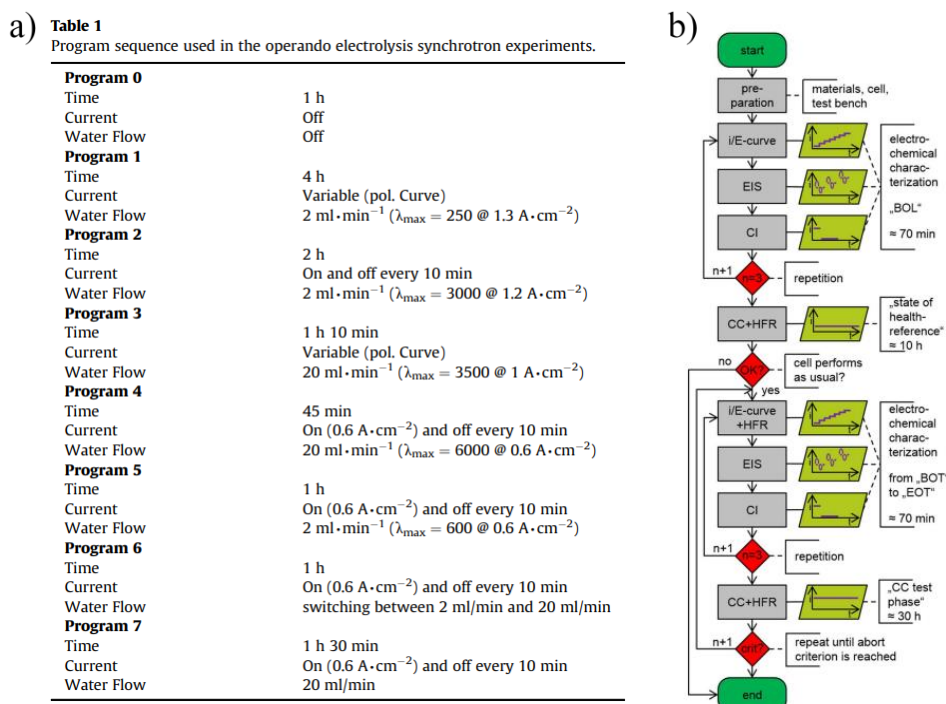 a) Table 1
Program sequence used in the operando electrolysis synchrotron experiments.
Program 0
Time 1 h
Current Off
Water Flow Off
Program 1
Time 4 h
Current Variable (pol. Curve)
Water Flow 2 ml·min⁻¹ (λmax = 250 @ 1.3 A·cm⁻²)
Program 2
Time 2 h
Current On and off every 10 min
Water Flow 2 ml·min⁻¹ (λmax = 3000 @ 1.2 A·cm⁻²)
Program 3
Time 1 h 10 min
Current Variable (pol. Curve)
Water Flow 20 ml·min⁻¹ (λmax = 3500 @ 1 A·cm⁻²)
Program 4
Time 45 min
Current On (0.6 A·cm⁻²) and off every 10 min
Water Flow 20 ml·min⁻¹ (λmax = 6000 @ 0.6 A·cm⁻²)
Program 5
Time 1 h
Current On (0.6 A·cm⁻²) and off every 10 min
Water Flow 2 ml·min⁻¹ (λmax = 600 @ 0.6 A·cm⁻²)
Program 6
Time 1 h
Current On (0.6 A·cm⁻²) and off every 10 min
Water Flow switching between 2 ml/min and 20 ml/min
Program 7
Time 1 h 30 min
Current On (0.6 A·cm⁻²) and off every 10 min
Water Flow 20 ml/min
b)
start
pre-
paration
materials, cell,
test bench
i/E-curve
EIS
CI
electro-
chemical
charac-
terization
„BOL“
≈ 70 min
n+1
n=3
repetition
CC+HFR
„state of
health-
reference“
≈ 10 h
no
OK?
cell performs
as usual?
yes
i/E-curve
+HFR
EIS
CI
electro-
chemical
charac-
terization
from „BOT“
to „EOT“
≈ 70 min
n+1
n=3
repetition
CC+HFR
„CC test
phase“
≈ 30 h
n+1
crit?
repeat until abort
criterion is reached
end